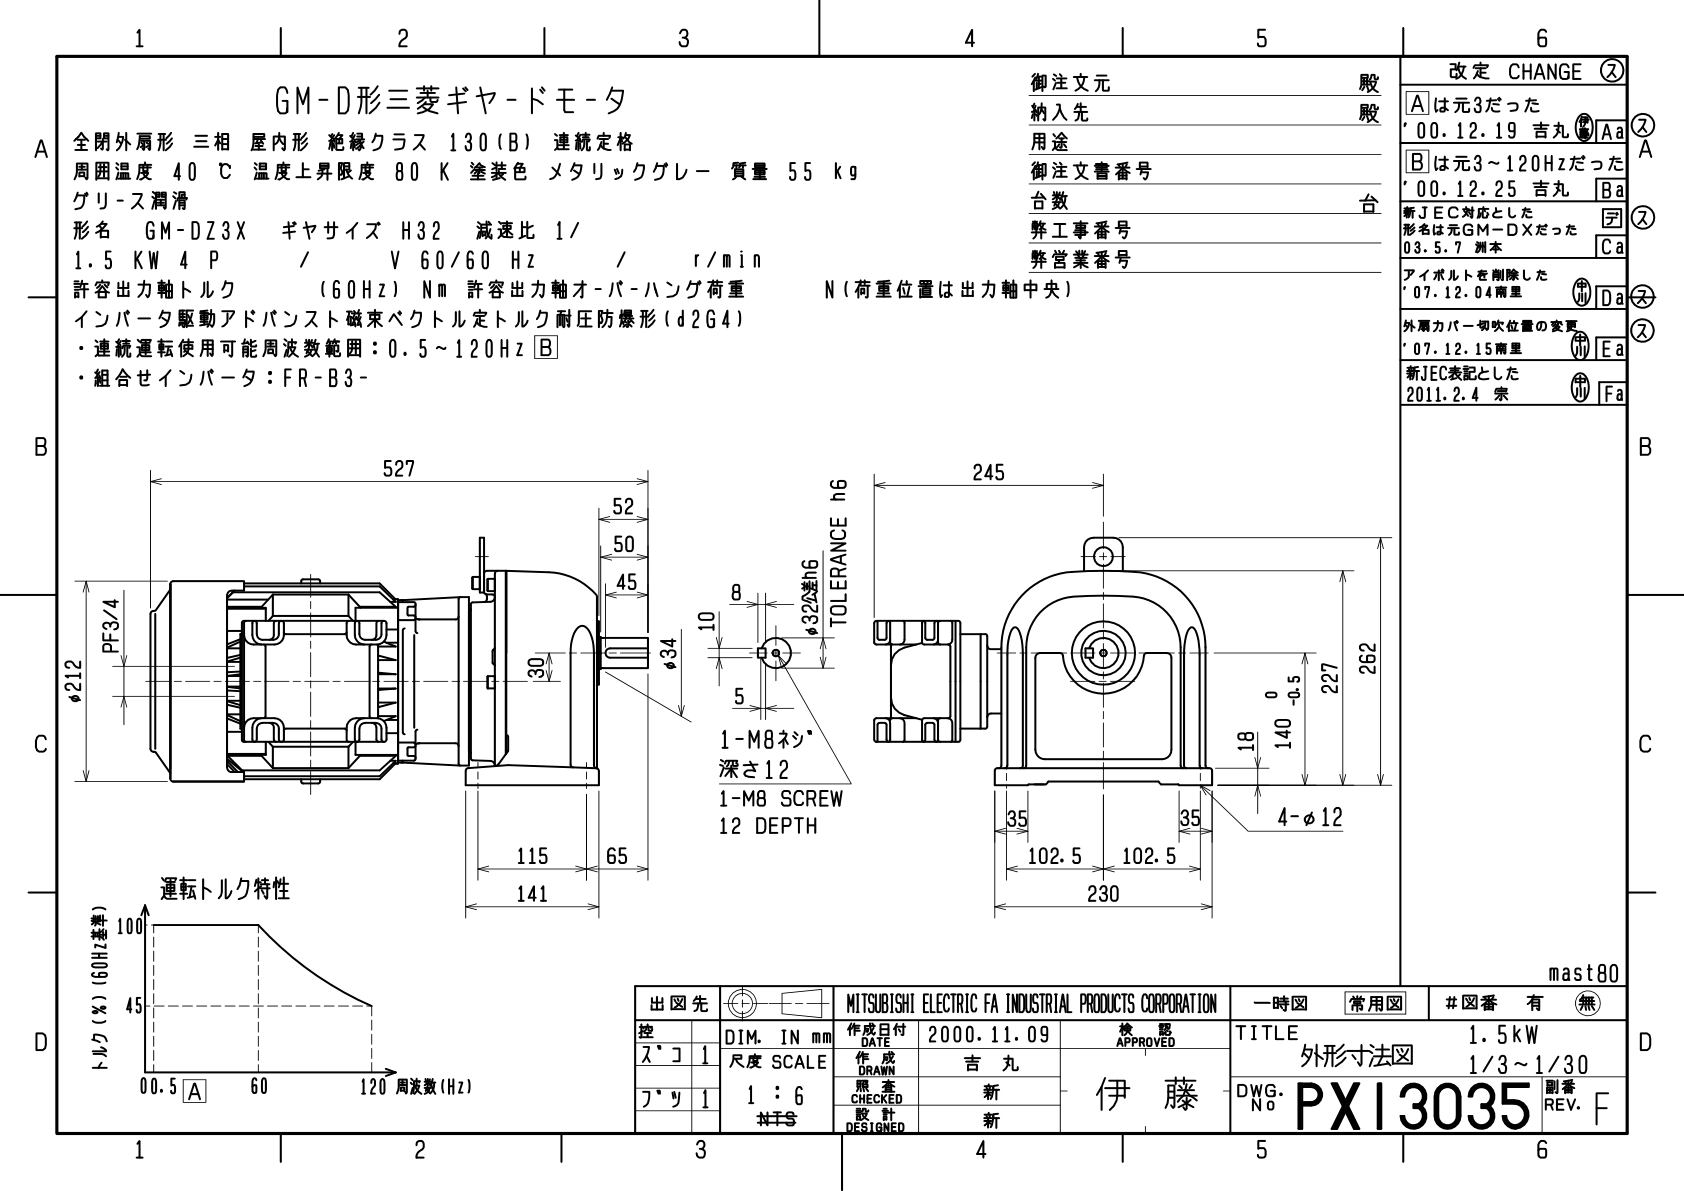 1 2 3 4 5 6
GM-D形三菱ギヤードモータ
全閉外扇形 三相 屋内形 絶縁クラス 130(B) 連続定格
周囲温度 40 ℃ 温度上昇限度 80 K 塗装色 メタリックグレー 質量 55 kg
グリース潤滑
形名 GM-DZ3X ギヤサイズ H32 減速比 1/
1.5 KW 4 P / V 60/60 Hz / r/min
許容出力軸トルク (60Hz) Nm 許容出力軸オーバーハング荷重 N(荷重位置は出力軸中央)
インバータ駆動アドバンスト磁束ベクトル定トルク耐圧防爆形(d2G4)
・連続運転使用可能周波数範囲:0.5~120Hz B
・組合せインバータ:FR-B3-
御注文元 殿
納入先 殿
用途
御注文書番号
台数 台
弊工事番号
弊営業番号
改定 CHANGE ス
A は元3だった
'00.12.19 吉丸 伊藤 Aa ス
B は元3~120Hzだった
'00.12.25 吉丸 Ba
新JEC対応とした デ ス
形名は元GM-DXだった
03.5.7 洲本 Ca
アイボルトを削除した
'07.12.04南里 中川 Da ス
外扇カバー切吹位置の変更 ス
'07.12.15南里 中川 Ea
新JEC表記とした
2011.2.4 宗 中川 Fa
A A
B B
C C
D D
527
52
50
45
PF3/4
φ212
30
φ34
115 65
141
8
10
5
φ32公差h6
TOLERANCE h6
1-M8ネジ
深さ12
1-M8 SCREW
12 DEPTH
245
262
227
140 0 -0.5
18
35 35
4-φ12
102.5 102.5
230
運転トルク特性
トルク(%)(60Hz基準)
100
45
0 0.5 A 60 120 周波数(Hz)
mast80
出図先
控
ズコ 1
ブツ 1
DIM. IN mm
尺度 SCALE
1 : 6
NTS
MITSUBISHI ELECTRIC FA INDUSTRIAL PRODUCTS CORPORATION
一時図 常用図 #図番 有 無
作成日付 DATE 2000.11.09
作成 DRAWN 吉丸
照査 CHECKED 新
設計 DESIGNED 新
検認 APPROVED
伊藤
TITLE 1.5kW
外形寸法図 1/3~1/30
DWG. No PX13035 副番 REV. F
1 2 3 4 5 6